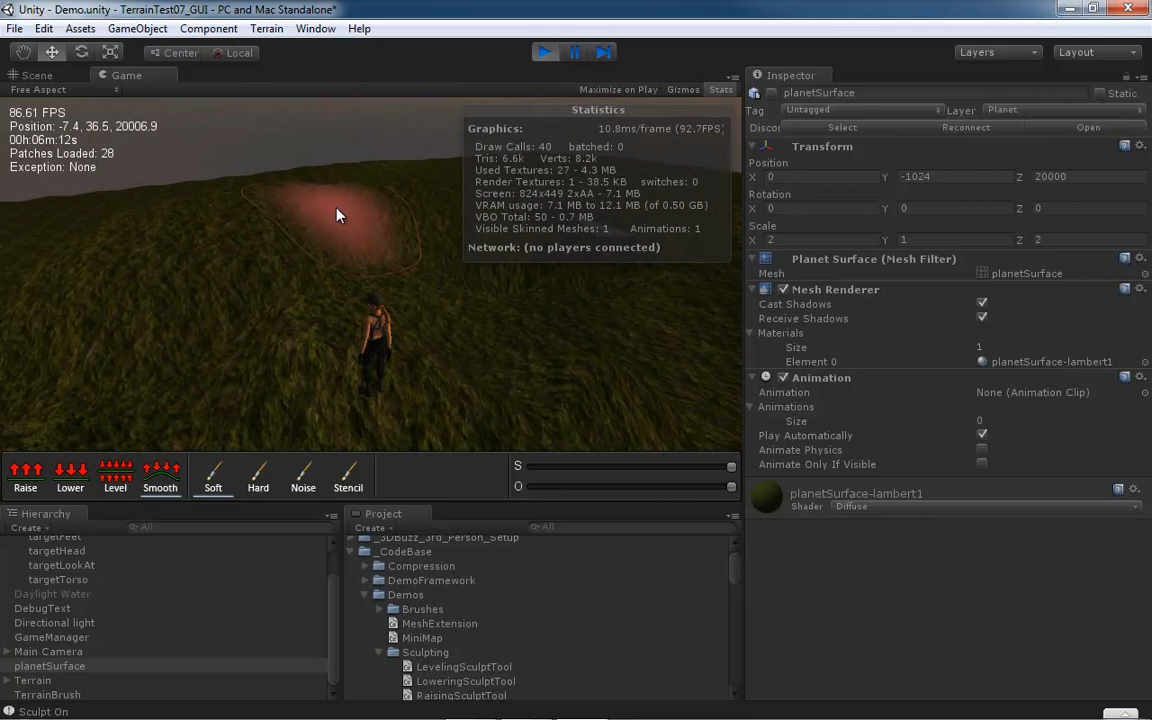 Unity - Demo.unity - TerrainTest07_GUI - PC and Mac Standalone*
File Edit Assets GameObject Component Terrain Window Help
Center Local Layers Layout
Scene Game Inspector
Free Aspect Maximize on Play Gizmos Stats
planetSurface Static
Tag Untagged Layer Planet
Discon Select Reconnect Open
86.61 FPS
Position: -7.4, 36.5, 20006.9
00h:06m:12s
Patches Loaded: 28
Exception: None
Statistics
Graphics: 10.8ms/frame (92.7FPS)
Draw Calls: 40 batched: 0
Tris: 6.6k Verts: 8.2k
Used Textures: 27 - 4.3 MB
Render Textures: 1 - 38.5 KB switches: 0
Screen: 824x449 2xAA - 7.1 MB
VRAM usage: 7.1 MB to 12.1 MB (of 0.50 GB)
VBO Total: 50 - 0.7 MB
Visible Skinned Meshes: 1 Animations: 1
Network: (no players connected)
Transform
Position
X 0 Y -1024 Z 20000
Rotation
X 0 Y 0 Z 0
Scale
X 2 Y 1 Z 2
Planet Surface (Mesh Filter)
Mesh planetSurface
Mesh Renderer
Cast Shadows
Receive Shadows
Materials
Size 1
Element 0 planetSurface-lambert1
Animation
Animation None (Animation Clip)
Animations
Size 0
Play Automatically
Animate Physics
Animate Only If Visible
planetSurface-lambert1
Shader Diffuse
Raise Lower Level Smooth Soft Hard Noise Stencil
S
O
Hierarchy
Create All
targetFeet
targetHead
targetLookAt
targetTorso
Daylight Water
DebugText
Directional light
GameManager
Main Camera
planetSurface
Terrain
TerrainBrush
Project
Create All
_3DBuzz_3rd_Person_Setup
_CodeBase
Compression
DemoFramework
Demos
Brushes
MeshExtension
MiniMap
Sculpting
LevelingSculptTool
LoweringSculptTool
RaisingSculptTool
Sculpt On